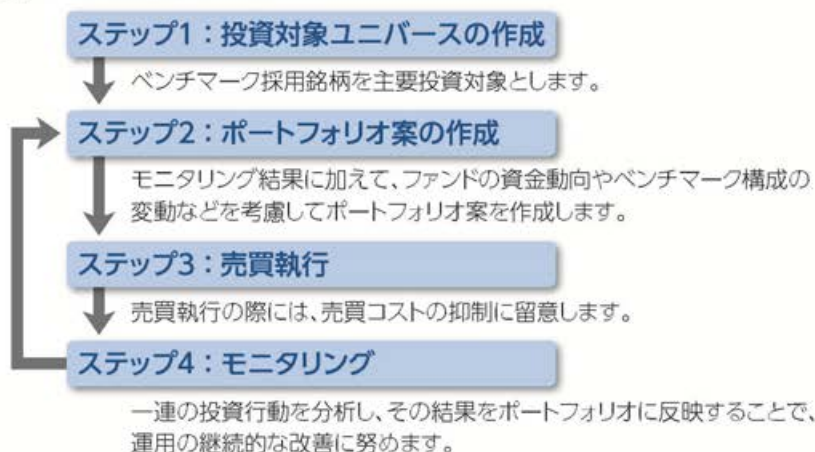 ステップ1：投資対象ユニバースの作成
ベンチマーク採用銘柄を主要投資対象とします。
ステップ2：ポートフォリオ案の作成
モニタリング結果に加えて、ファンドの資金動向やベンチマーク構成の
変動などを考慮してポートフォリオ案を作成します。
ステップ3：売買執行
売買執行の際には、売買コストの抑制に留意します。
ステップ4：モニタリング
一連の投資行動を分析し、その結果をポートフォリオに反映することで、
運用の継続的な改善に努めます。